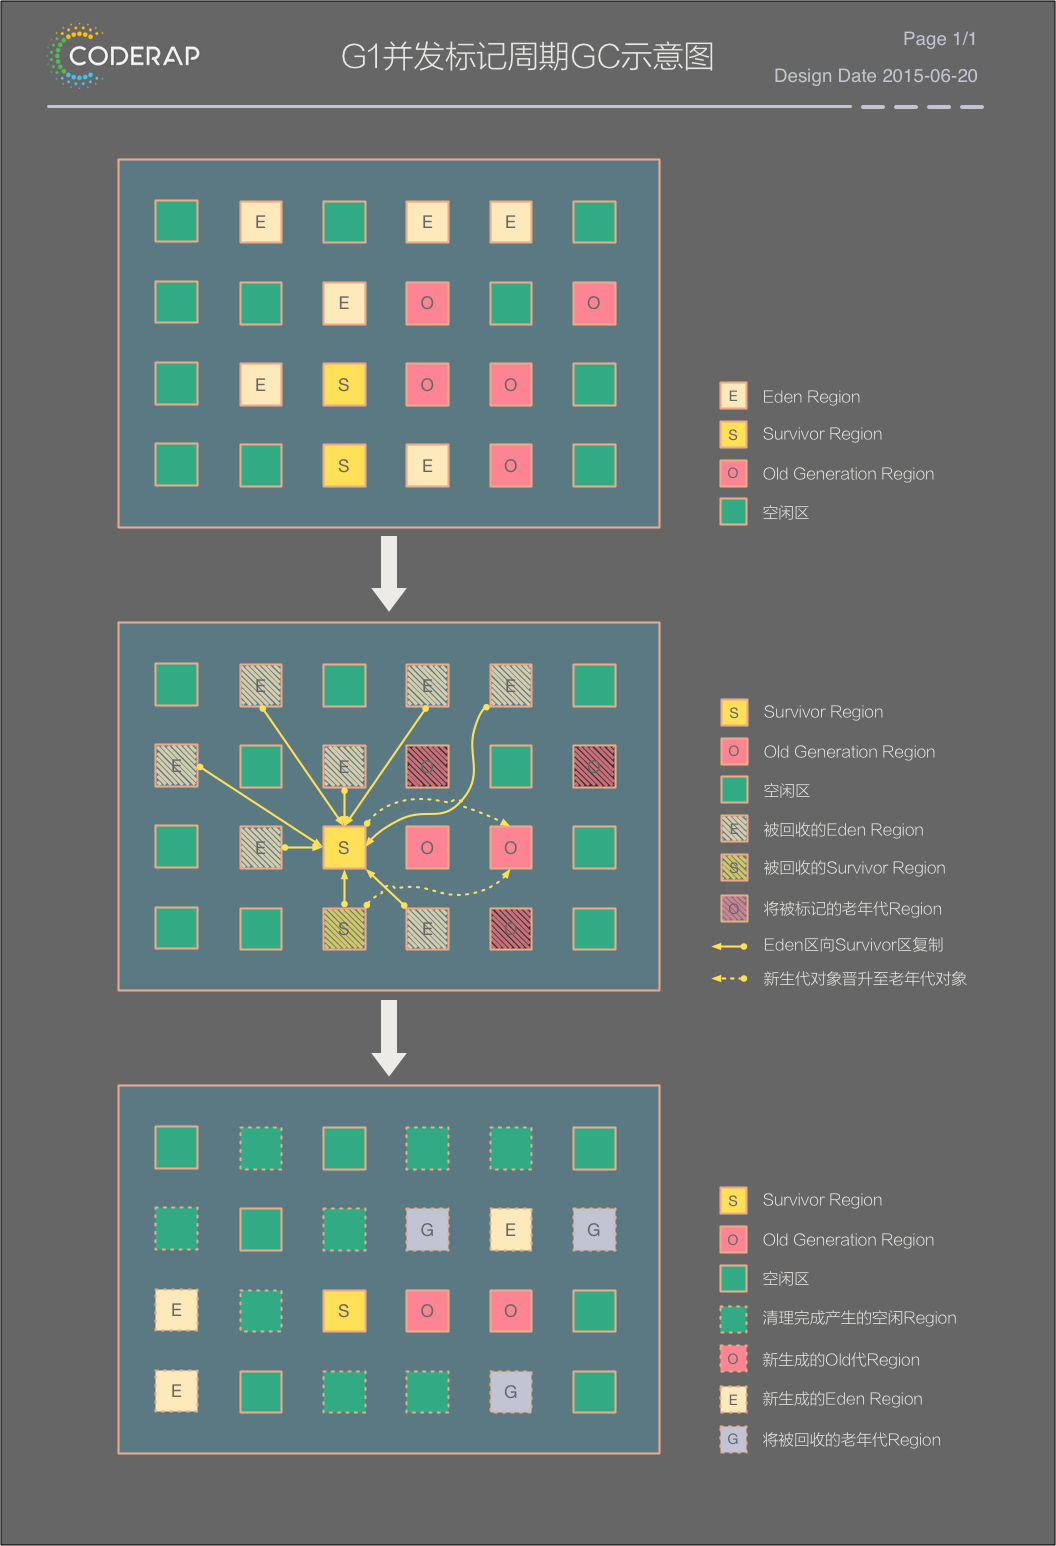 CODERAP
G1并发标记周期GC示意图
Page 1/1
Design Date 2015-06-20
E E E
E O O
E S O O
S E O
E Eden Region
S Survivor Region
O Old Generation Region
空闲区
E E E
E E O O
E S O O
S E O
S Survivor Region
O Old Generation Region
空闲区
E 被回收的Eden Region
S 被回收的Survivor Region
O 将被标记的老年代Region
Eden区向Survivor区复制
新生代对象晋升至老年代对象
G E G
E S O O
E G
S Survivor Region
O Old Generation Region
空闲区
清理完成产生的空闲Region
O 新生成的Old代Region
E 新生成的Eden Region
G 将被回收的老年代Region